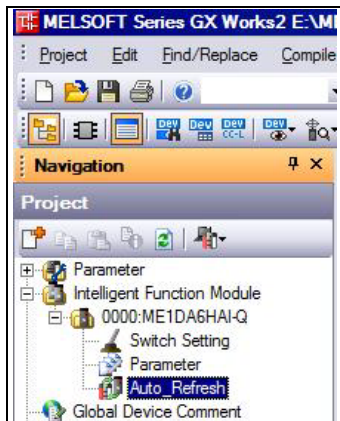 MELSOFT Series GX Works2 E:\M
Project Edit Find/Replace Compile
Navigation
Project
Parameter
Intelligent Function Module
0000:ME1DA6HAI-Q
Switch Setting
Parameter
Auto_Refresh
Global Device Comment